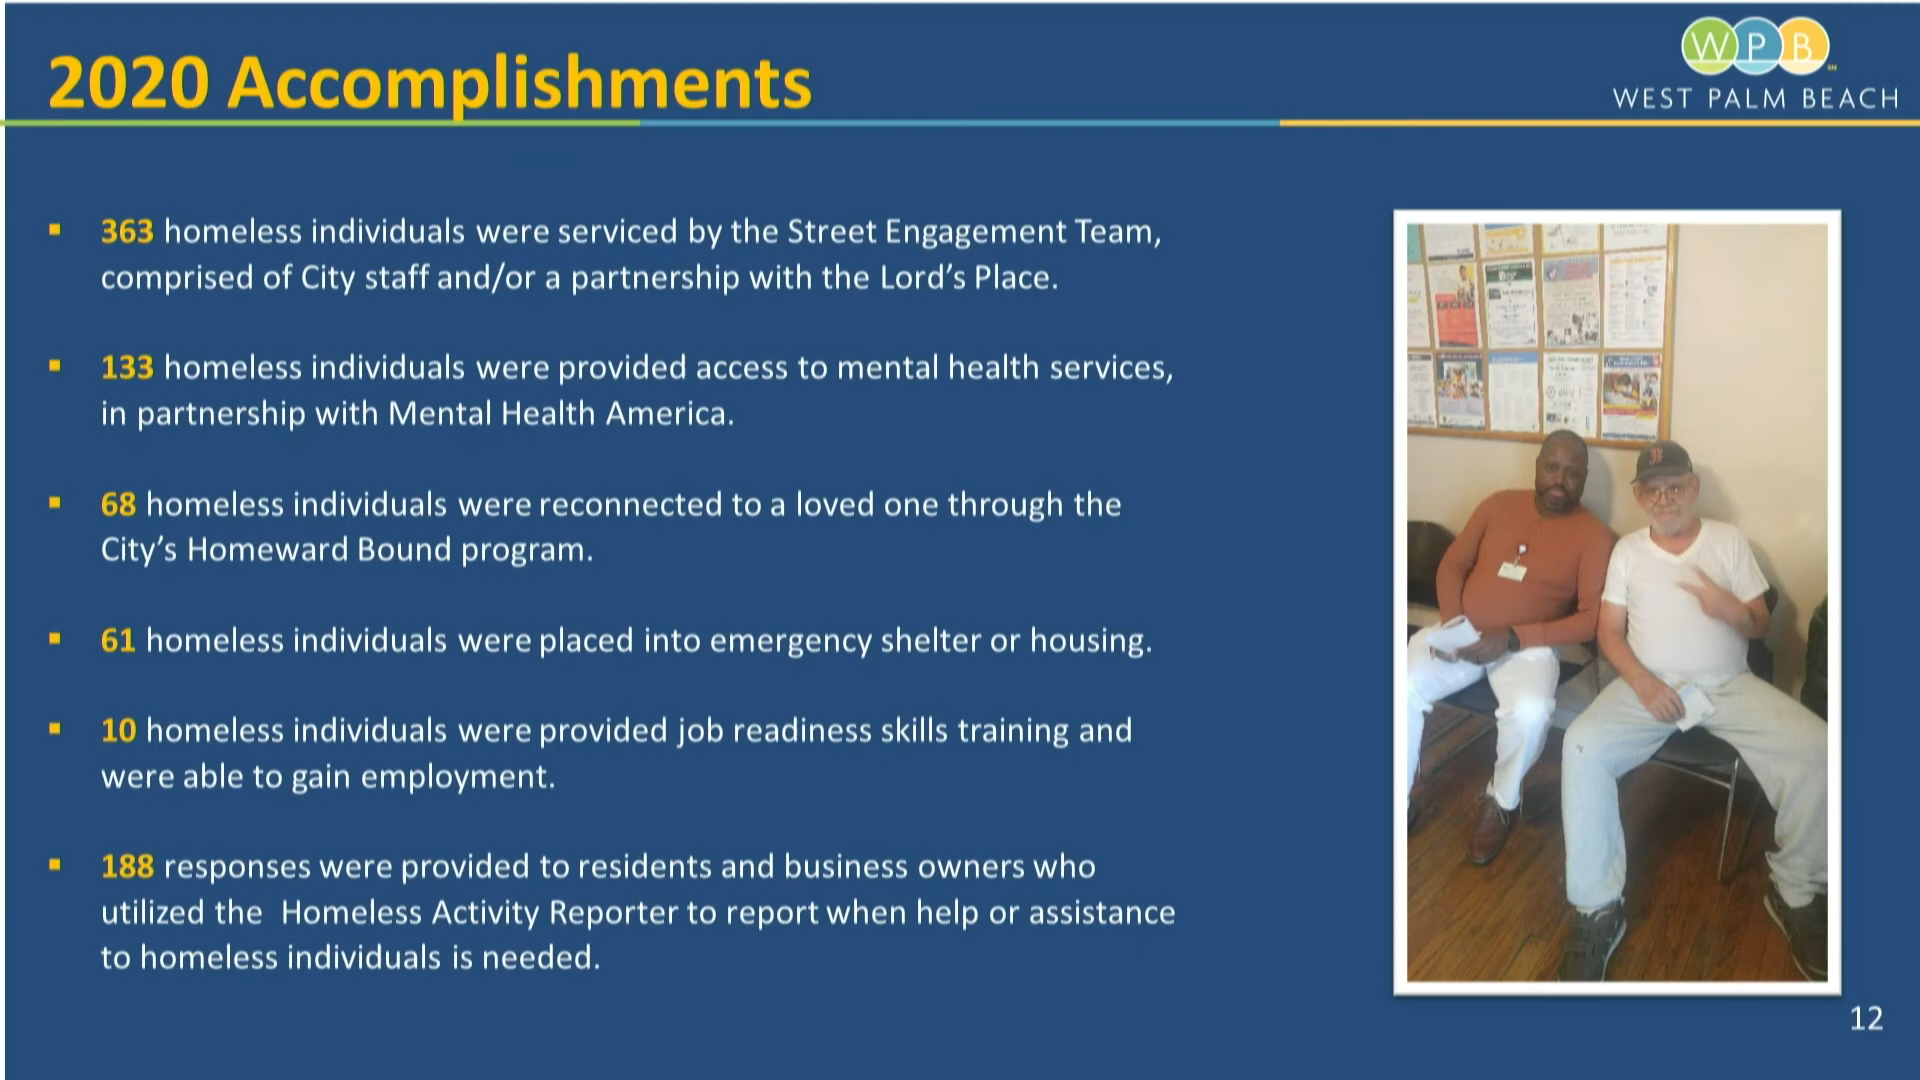 2020 Accomplishments
W P B
WEST PALM BEACH
▪ 363 homeless individuals were serviced by the Street Engagement Team,
comprised of City staff and/or a partnership with the Lord’s Place.
▪ 133 homeless individuals were provided access to mental health services,
in partnership with Mental Health America.
▪ 68 homeless individuals were reconnected to a loved one through the
City’s Homeward Bound program.
▪ 61 homeless individuals were placed into emergency shelter or housing.
▪ 10 homeless individuals were provided job readiness skills training and
were able to gain employment.
▪ 188 responses were provided to residents and business owners who
utilized the  Homeless Activity Reporter to report when help or assistance
to homeless individuals is needed.
B
12